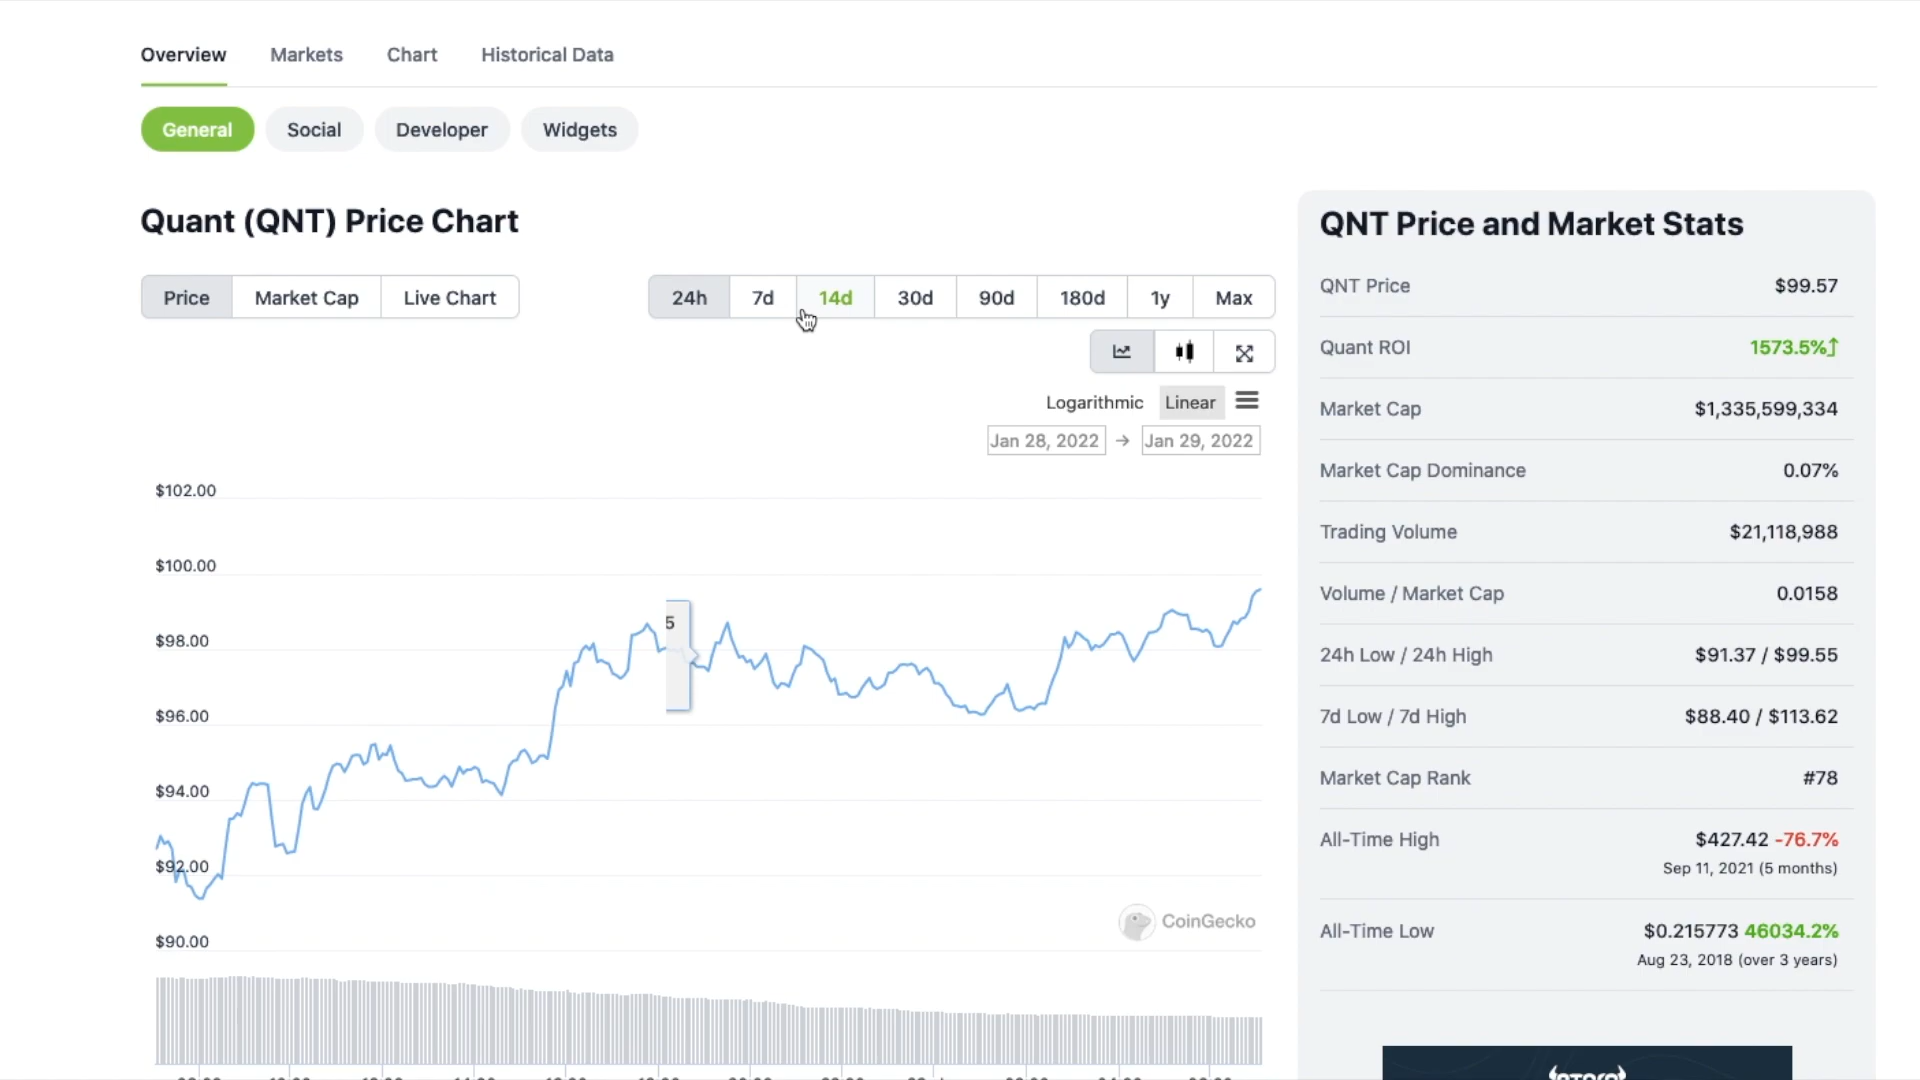 Overview Markets Chart Historical Data
General Social Developer Widgets
Quant (QNT) Price Chart
Price Market Cap Live Chart
24h 7d 14d 30d 90d 180d 1y Max
Logarithmic Linear
Jan 28, 2022 → Jan 29, 2022
$102.00
$100.00
5
$98.00
$96.00
$94.00
$92.00
$90.00
CoinGecko
QNT Price and Market Stats
QNT Price $99.57
Quant ROI 1573.5%
Market Cap $1,335,599,334
Market Cap Dominance 0.07%
Trading Volume $21,118,988
Volume / Market Cap 0.0158
24h Low / 24h High $91.37 / $99.55
7d Low / 7d High $88.40 / $113.62
Market Cap Rank #78
All-Time High $427.42 -76.7%
Sep 11, 2021 (5 months)
All-Time Low $0.215773 46034.2%
Aug 23, 2018 (over 3 years)